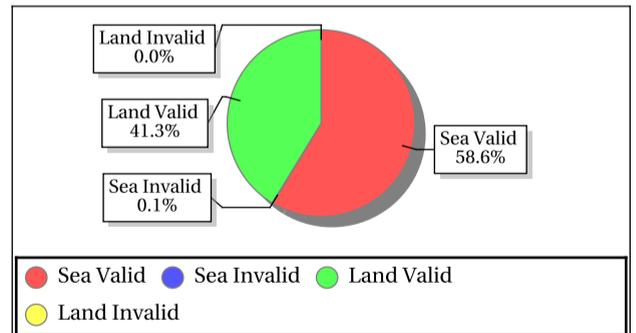 Land Invalid
0.0%
Land Valid
41.3%
Sea Valid
58.6%
Sea Invalid
0.1%
Sea Valid Sea Invalid Land Valid
Land Invalid